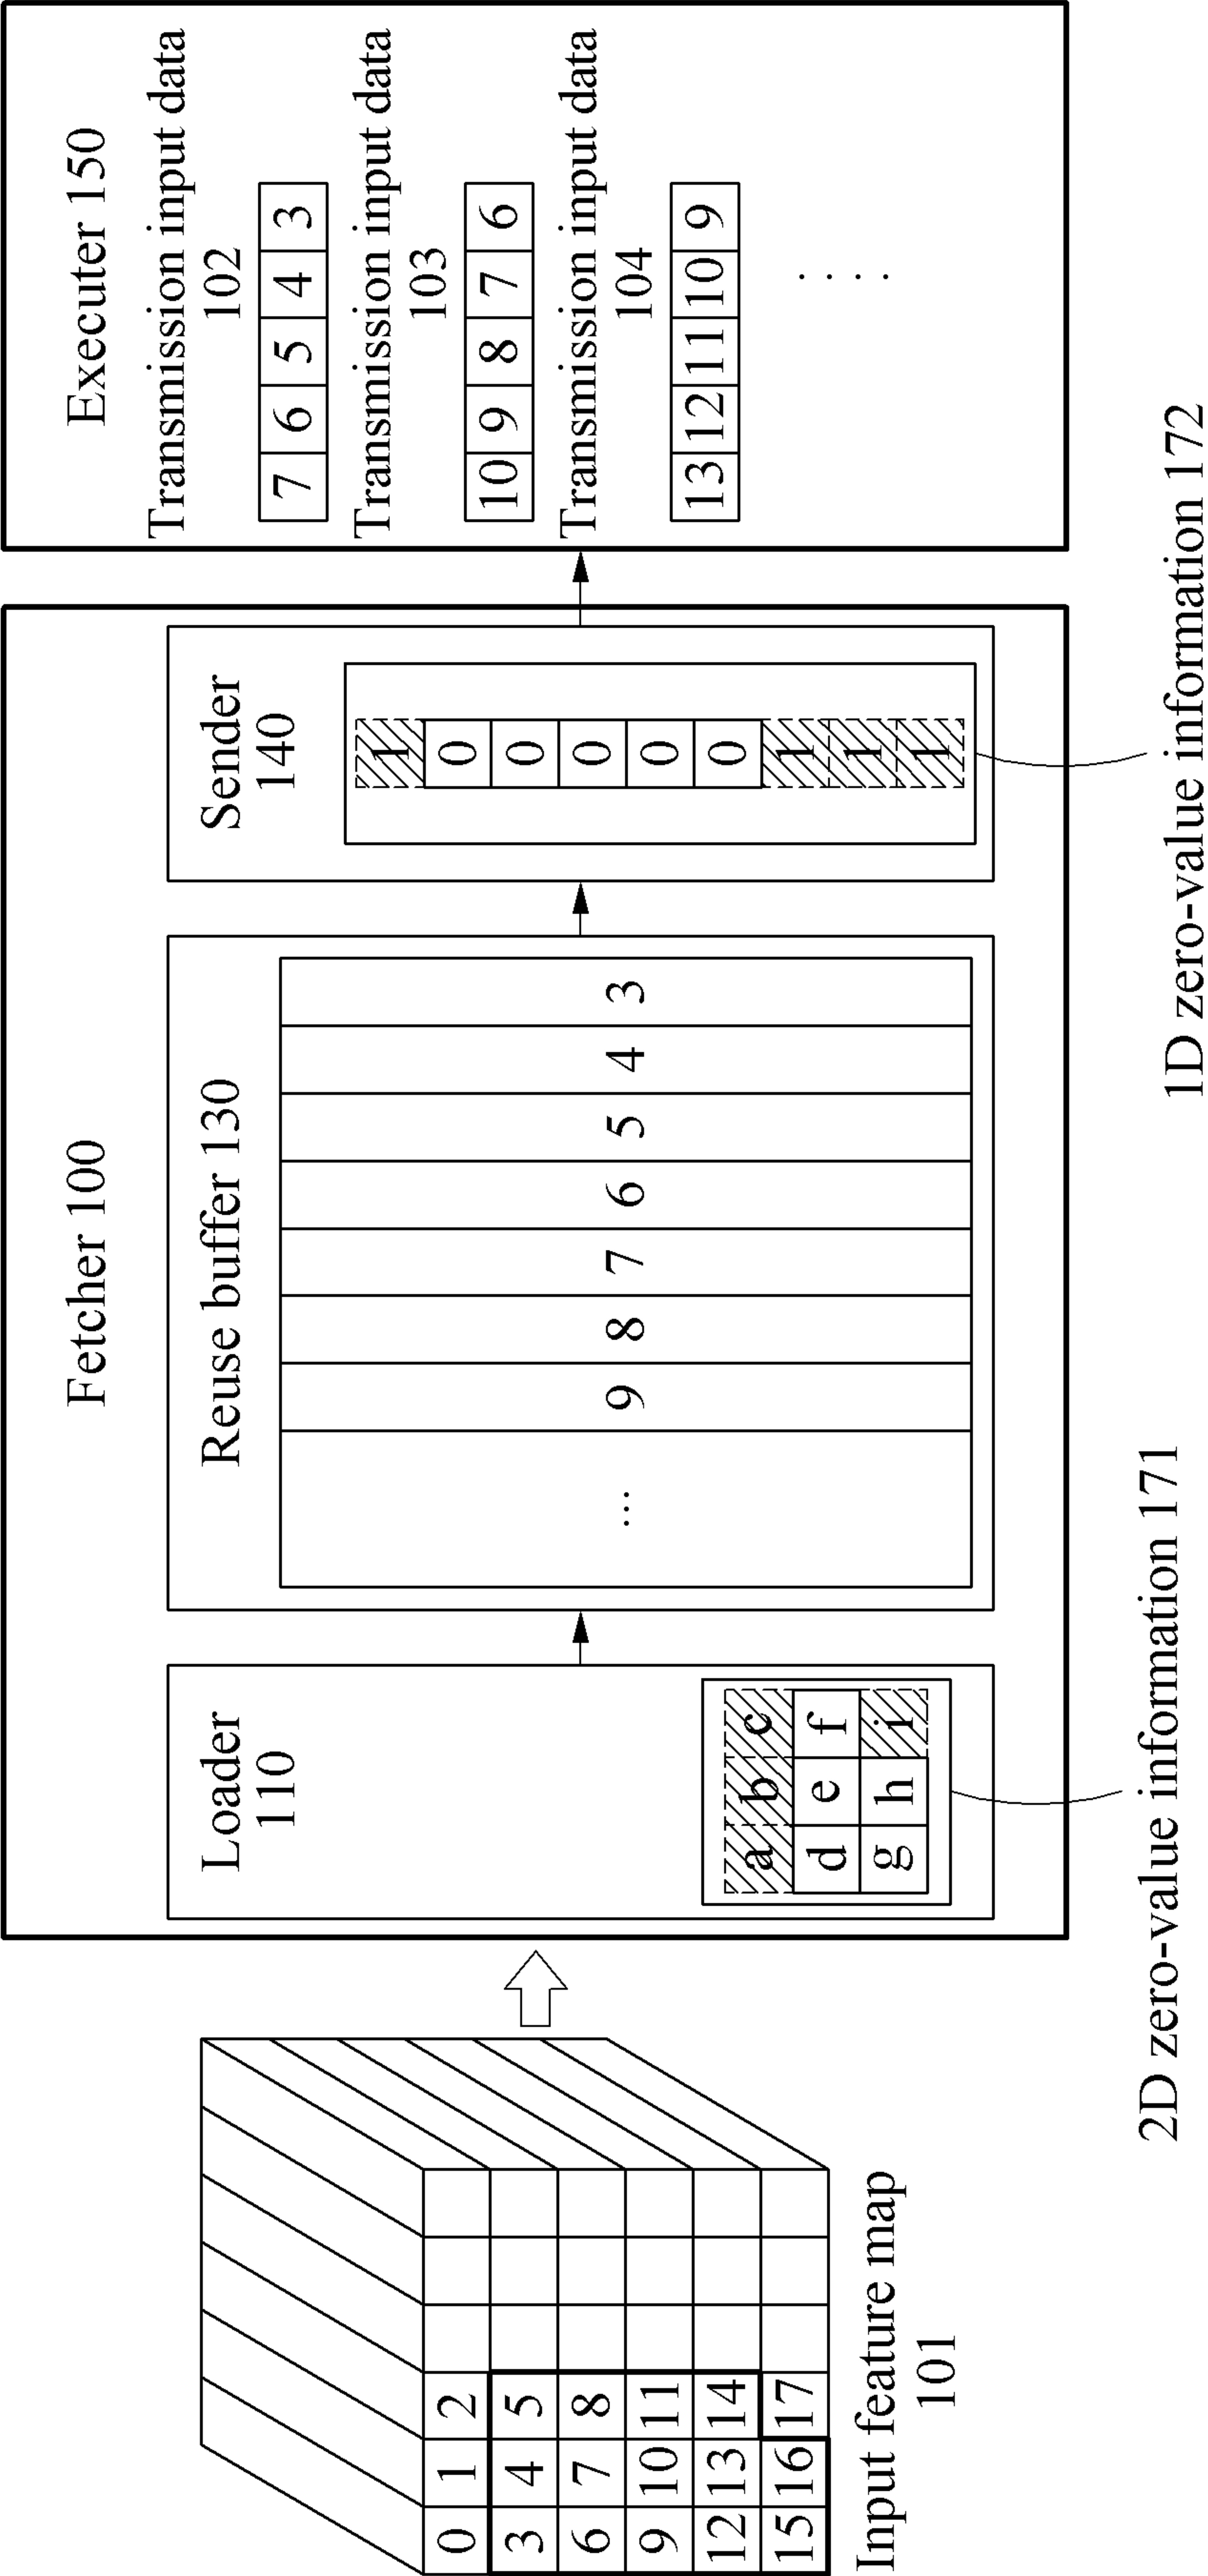 Input feature map
101
0 1 2
3 4 5
6 7 8
9 10 11
12 13 14
15 16 17
Fetcher 100
Loader
110
a b c
d e f
g h i
2D zero-value information 171
Reuse buffer 130
... 9 8 7 6 5 4 3
Sender
140
1
0
0
0
0
0
1
1
1
1D zero-value information 172
Executer 150
Transmission input data
102
7 6 5 4 3
Transmission input data
103
10 9 8 7 6
Transmission input data
104
13 12 11 10 9
....